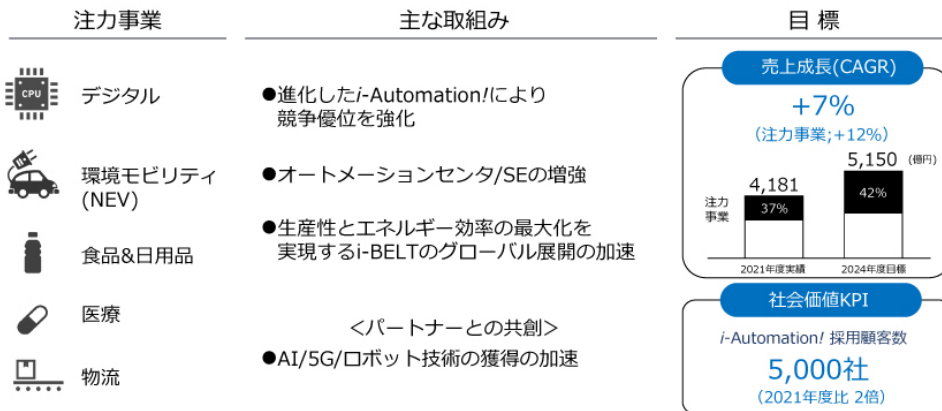 注力事業
主な取組み
目 標
CPU
デジタル
環境モビリティ
(NEV)
食品&日用品
医療
物流
●進化したi-Automation!により
競争優位を強化
●オートメーションセンタ/SEの増強
●生産性とエネルギー効率の最大化を
実現するi-BELTのグローバル展開の加速
<パートナーとの共創>
●AI/5G/ロボット技術の獲得の加速
売上成長(CAGR)
+7%
(注力事業;+12%)
5,150 (億円)
4,181
注力
事業
37%
42%
2021年度実績
2024年度目標
社会価値KPI
i-Automation! 採用顧客数
5,000社
(2021年度比 2倍)